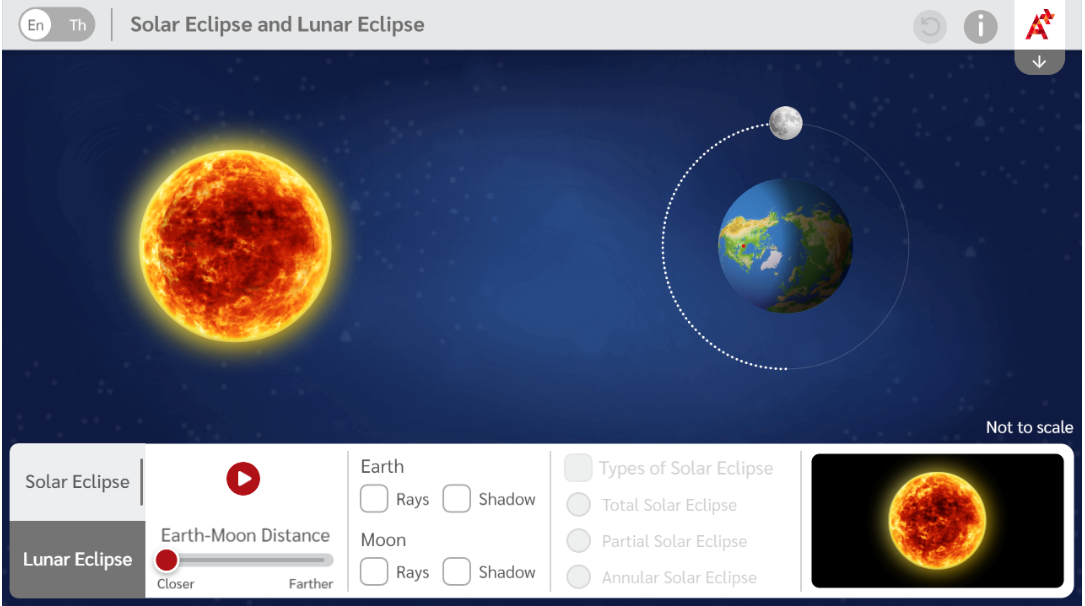 En Th Solar Eclipse and Lunar Eclipse i A+
Not to scale
Solar Eclipse
Lunar Eclipse
Earth-Moon Distance
Closer Farther
Earth
Rays Shadow
Moon
Rays Shadow
Types of Solar Eclipse
Total Solar Eclipse
Partial Solar Eclipse
Annular Solar Eclipse